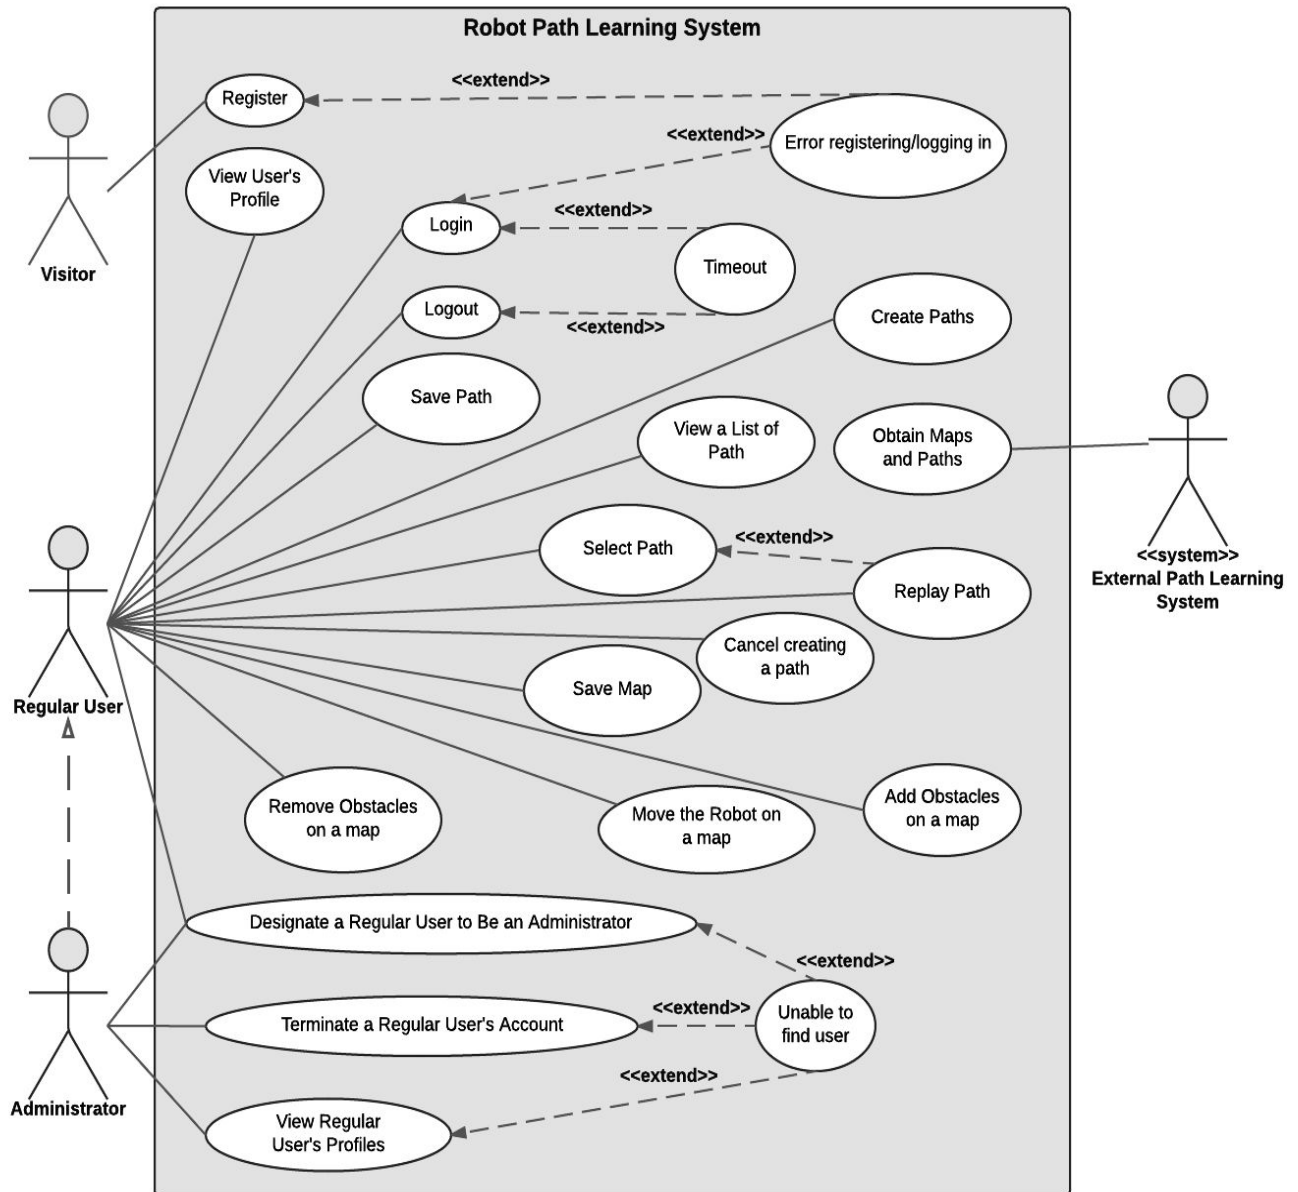 Robot Path Learning System
<<extend>>
Register
<<extend>>
Error registering/logging in
View User's
Profile
<<extend>>
Login
Timeout
Visitor
Logout
<<extend>>
Create Paths
Save Path
View a List of
Path
Obtain Maps
and Paths
<<extend>>
Select Path
<<system>>
External Path Learning
System
Replay Path
Cancel creating
a path
Save Map
Regular User
Remove Obstacles
on a map
Move the Robot on
a map
Add Obstacles
on a map
Designate a Regular User to Be an Administrator
<<extend>>
<<extend>>
Unable to
find user
Terminate a Regular User's Account
<<extend>>
Administrator
View Regular
User's Profiles